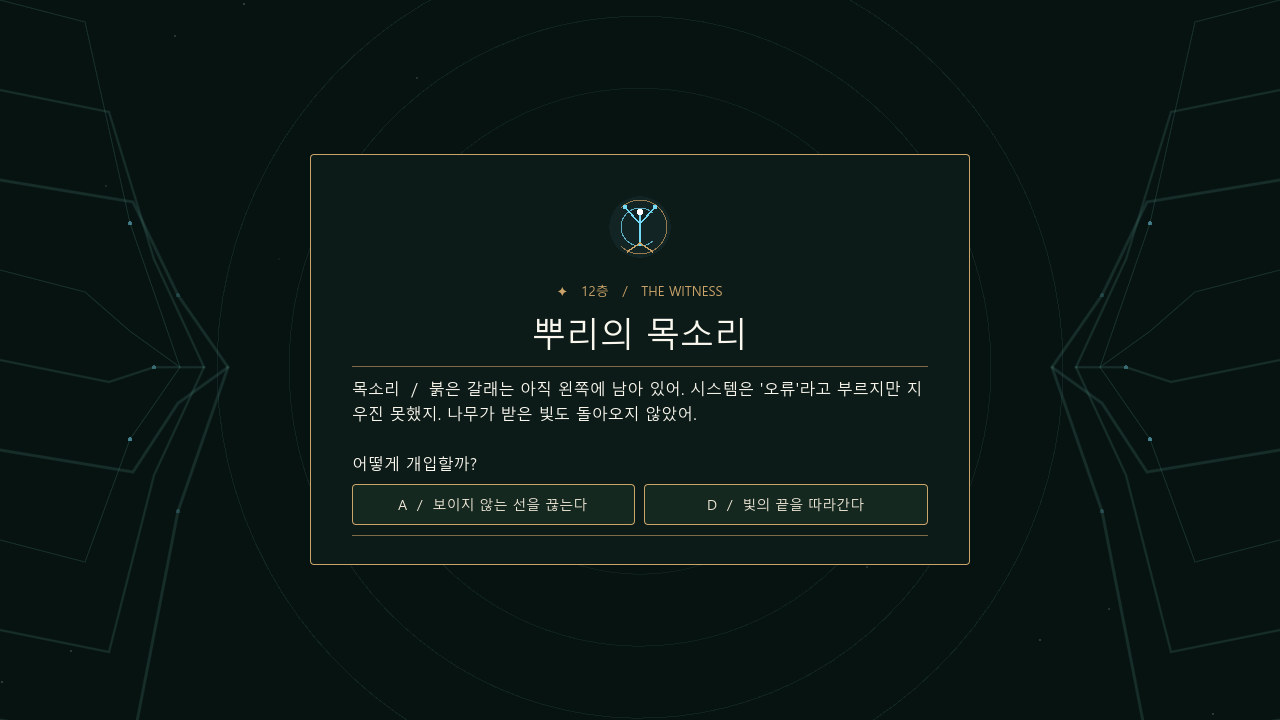 ✦ 12층 / THE WITNESS
뿌리의 목소리
목소리 / 붉은 갈래는 아직 왼쪽에 남아 있어. 시스템은 '오류'라고 부르지만 지
우진 못했지. 나무가 받은 빛도 돌아오지 않았어.
어떻게 개입할까?
A / 보이지 않는 선을 끊는다
D / 빛의 끝을 따라간다